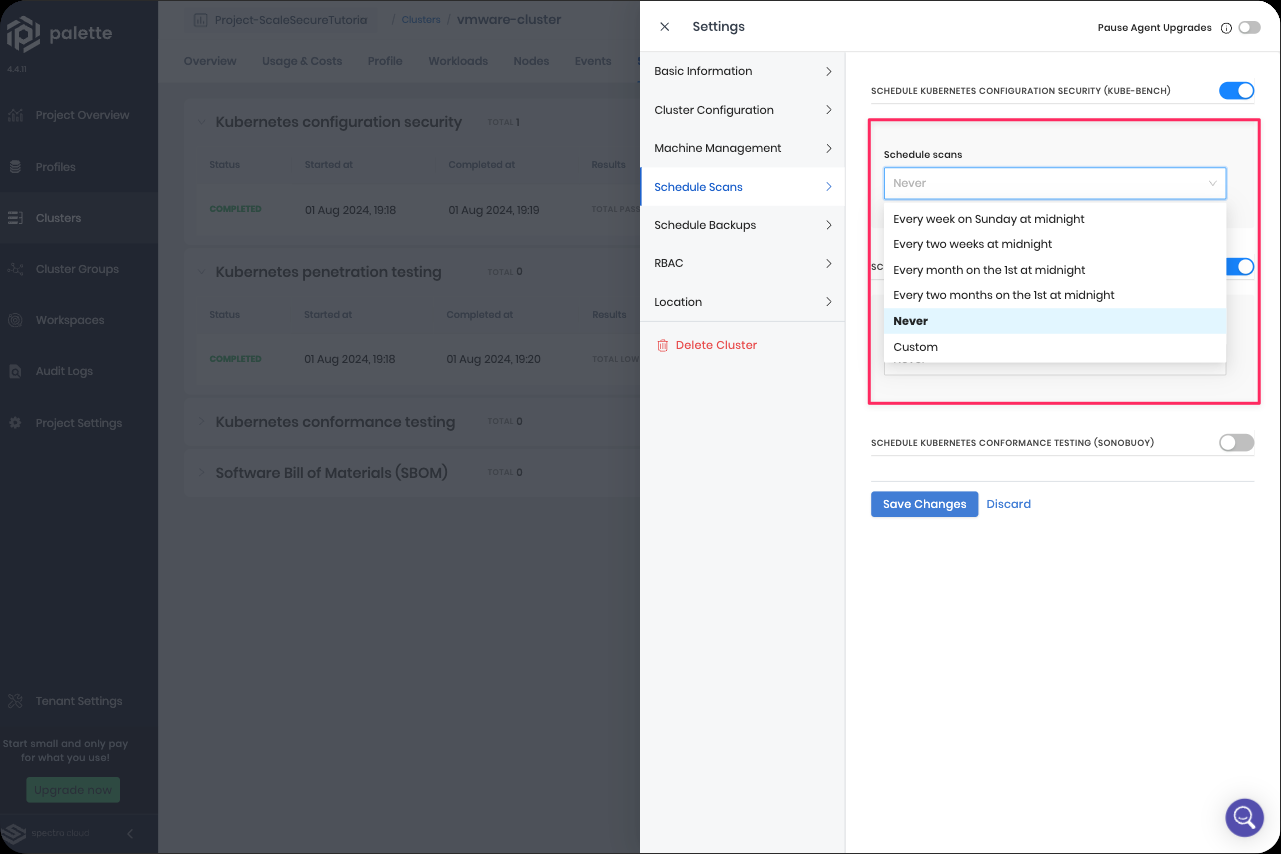 palette
4.4.11
Project Overview
Profiles
Clusters
Cluster Groups
Workspaces
Audit Logs
Project Settings
Tenant Settings
Start small and only pay
for what you use!
Upgrade now
spectro cloud
Project-ScaleSecureTutoria
/ Clusters / vmware-cluster
Overview Usage & Costs Profile Workloads Nodes Events
Kubernetes configuration security TOTAL 1
Status Started at Completed at Results
COMPLETED 01 Aug 2024, 19:18 01 Aug 2024, 19:19 TOTAL PAS
Kubernetes penetration testing TOTAL 0
Status Started at Completed at Results
COMPLETED 01 Aug 2024, 19:18 01 Aug 2024, 19:20 TOTAL LOW
Kubernetes conformance testing TOTAL 0
Software Bill of Materials (SBOM) TOTAL 0
Settings
Pause Agent Upgrades
Basic Information
Cluster Configuration
Machine Management
Schedule Scans
Schedule Backups
RBAC
Location
Delete Cluster
SCHEDULE KUBERNETES CONFIGURATION SECURITY (KUBE-BENCH)
Schedule scans
Never
Every week on Sunday at midnight
Every two weeks at midnight
Every month on the 1st at midnight
Every two months on the 1st at midnight
Never
Custom
SCHEDULE KUBERNETES CONFORMANCE TESTING (SONOBUOY)
Save Changes Discard